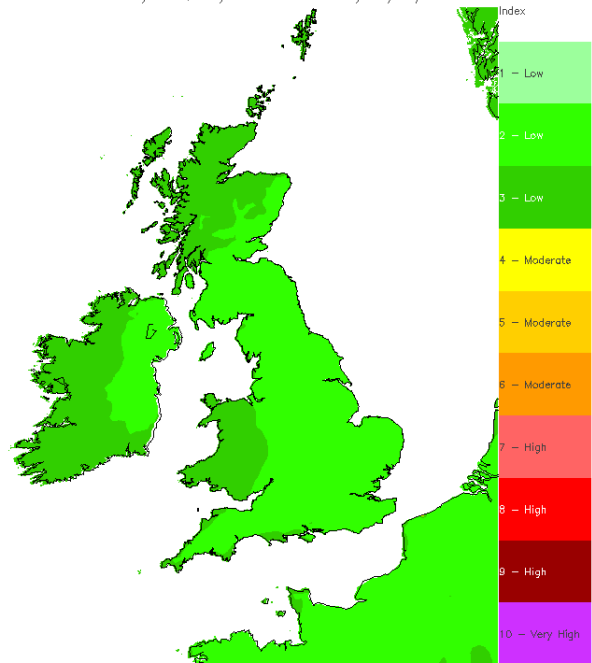 Index
1 – Low
2 – Low
3 – Low
4 – Moderate
5 – Moderate
6 – Moderate
7 – High
8 – High
9 – High
10 – Very High